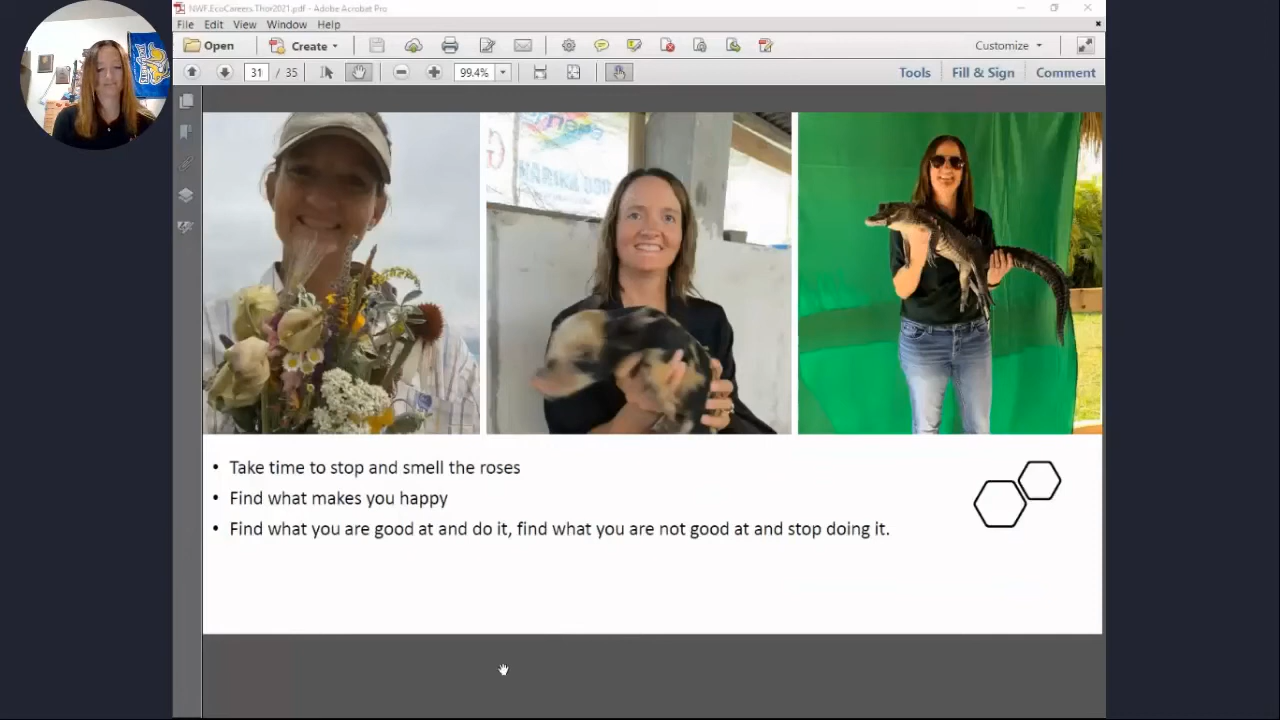 NWF.EcoCareers.Thor2021.pdf - Adobe Acrobat Pro
File Edit View Window Help
Open Create Customize
31 / 35 99.4% Tools Fill & Sign Comment
G
• Take time to stop and smell the roses
• Find what makes you happy
• Find what you are good at and do it, find what you are not good at and stop doing it.